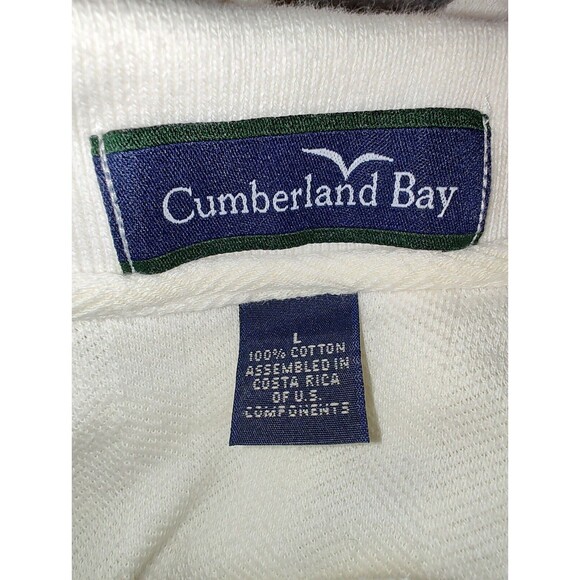 Cumberland Bay
L
100% COTTON
ASSEMBLED IN
COSTA RICA
OF U.S.
COMPONENTS